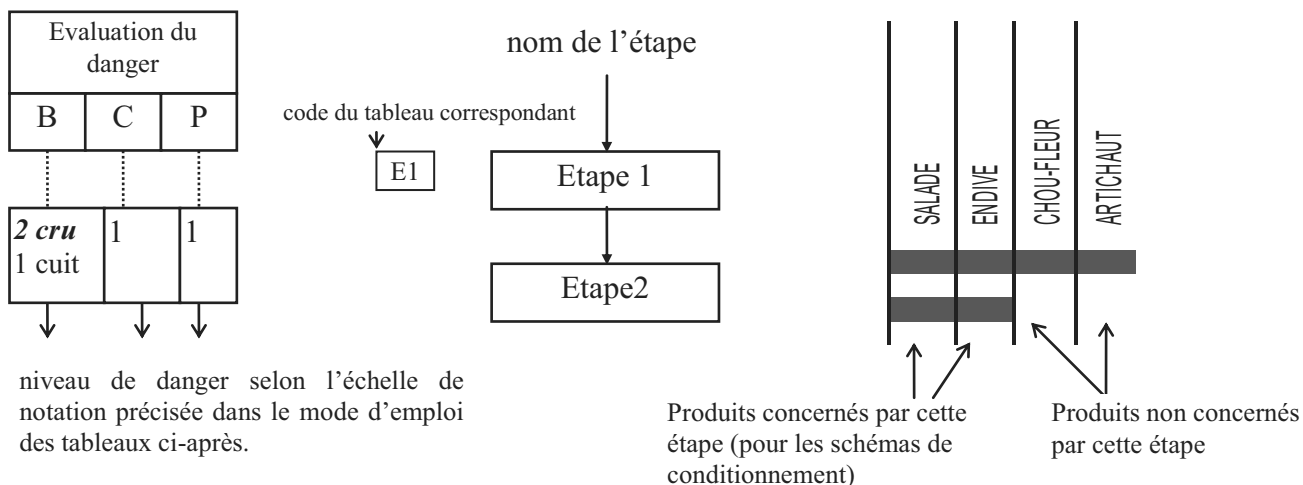 Evaluation du
danger
B C P
2 cru 1 1
1 cuit
niveau de danger selon l’échelle de
notation précisée dans le mode d’emploi
des tableaux ci-après.
nom de l’étape
code du tableau correspondant
E1
Etape 1
Etape2
SALADE
ENDIVE
CHOU-FLEUR
ARTICHAUT
Produits concernés par cette
étape (pour les schémas de
conditionnement)
Produits non concernés
par cette étape